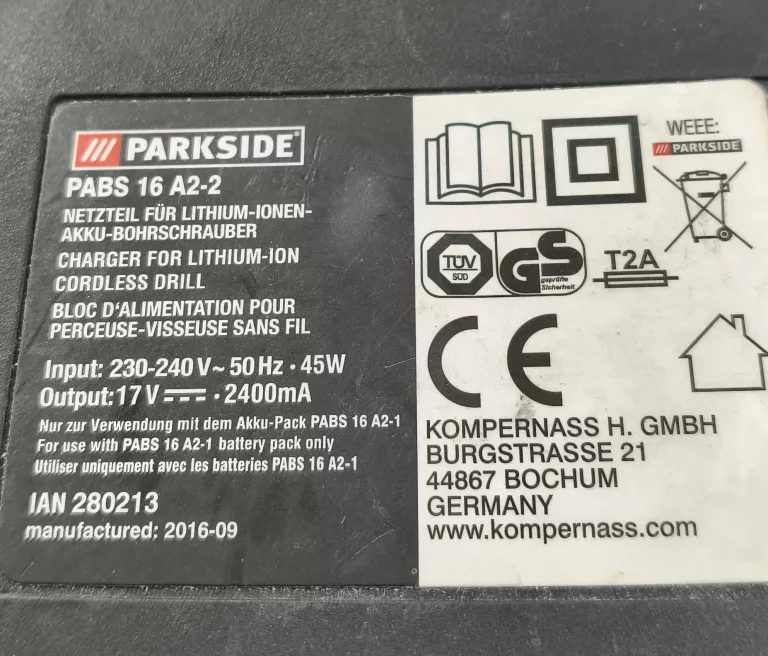 /// PARKSIDE®
PABS 16 A2-2
NETZTEIL FÜR LITHIUM-IONEN-
AKKU-BOHRSCHRAUBER
CHARGER FOR LITHIUM-ION
CORDLESS DRILL
BLOC D'ALIMENTATION POUR
PERCEUSE-VISSEUSE SANS FIL
Input: 230-240 V~ 50 Hz · 45W
Output: 17 V ⎓ · 2400mA
Nur zur Verwendung mit dem Akku-Pack PABS 16 A2-1
For use with PABS 16 A2-1 battery pack only
Utiliser uniquement avec les batteries PABS 16 A2-1
IAN 280213
manufactured: 2016-09
WEEE:
/// PARKSIDE
TÜV
SÜD
GS
geprüfte
Sicherheit
T2A
CE
KOMPERNASS H. GMBH
BURGSTRASSE 21
44867 BOCHUM
GERMANY
www.kompernass.com